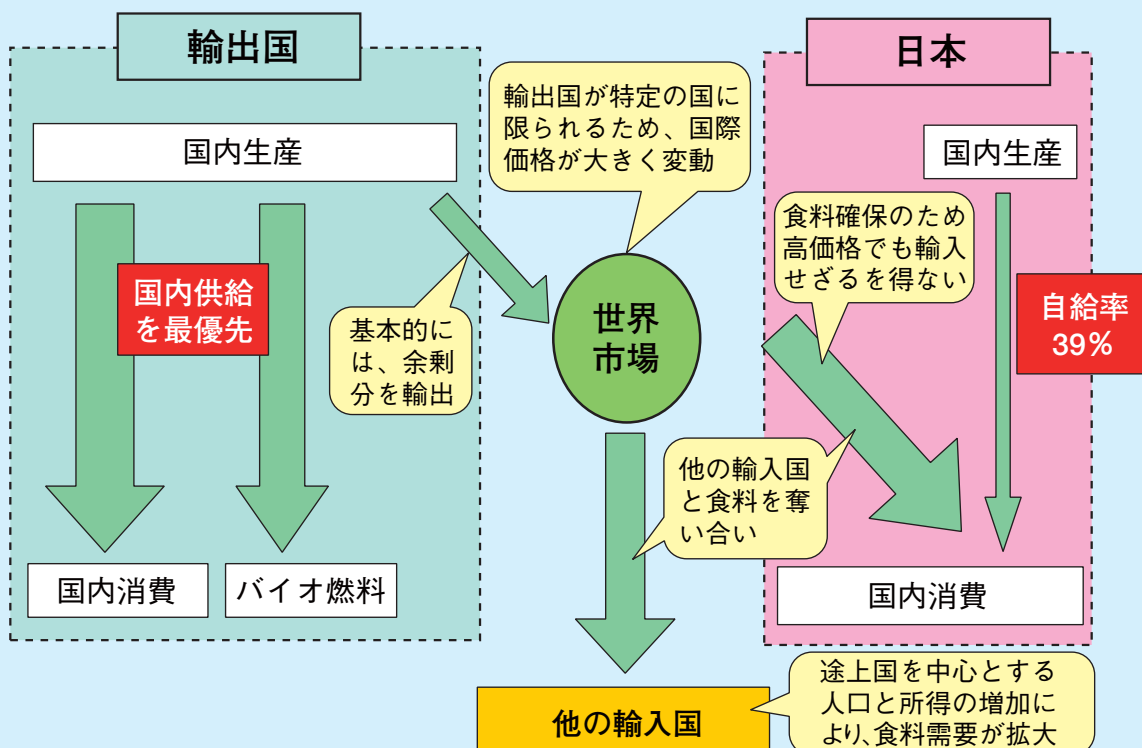 輸出国
日本
輸出国が特定の国に
限られるため、国際
価格が大きく変動
国内生産
国内生産
食料確保のため
高価格でも輸入
せざるを得ない
国内供給
を最優先
基本的に
は、余剰
分を輸出
世界
市場
自給率
39%
他の輸入国
と食料を奪
い合い
国内消費
バイオ燃料
国内消費
他の輸入国
途上国を中心とする
人口と所得の増加に
より、食料需要が拡大